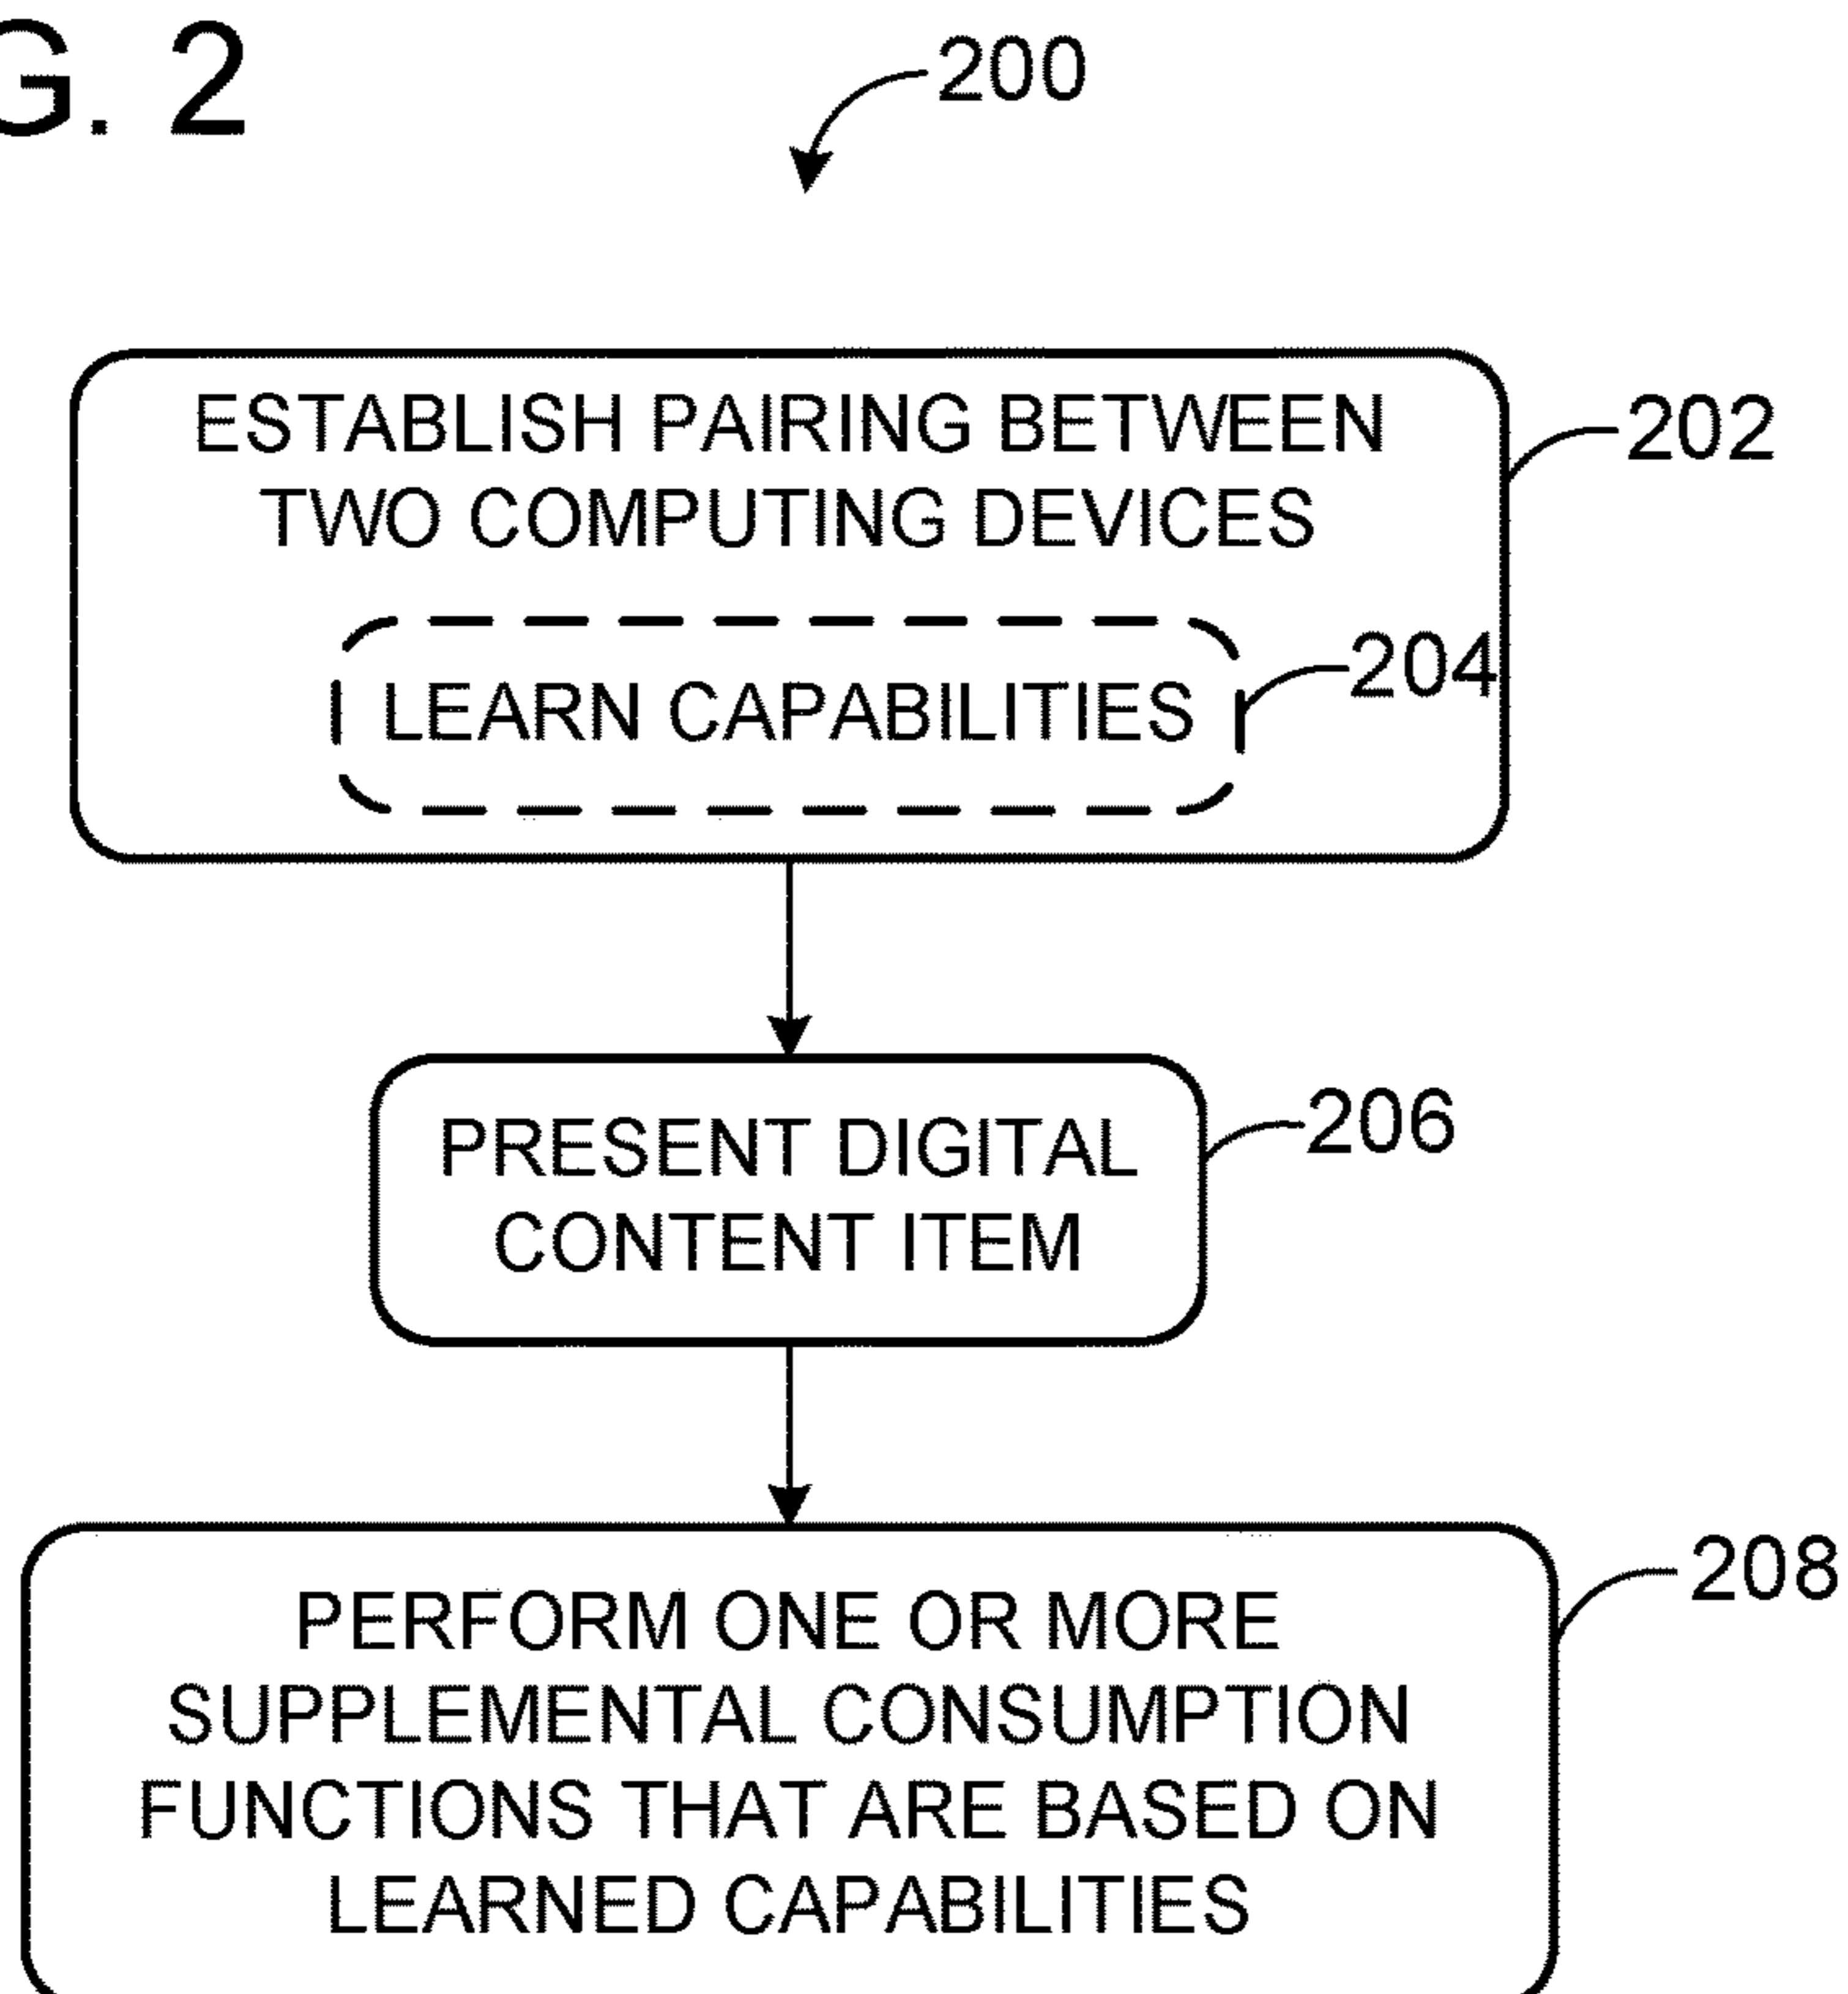 G. 2
200
ESTABLISH PAIRING BETWEEN
TWO COMPUTING DEVICES
202
LEARN CAPABILITIES
204
PRESENT DIGITAL
CONTENT ITEM
206
PERFORM ONE OR MORE
SUPPLEMENTAL CONSUMPTION
FUNCTIONS THAT ARE BASED ON
LEARNED CAPABILITIES
208